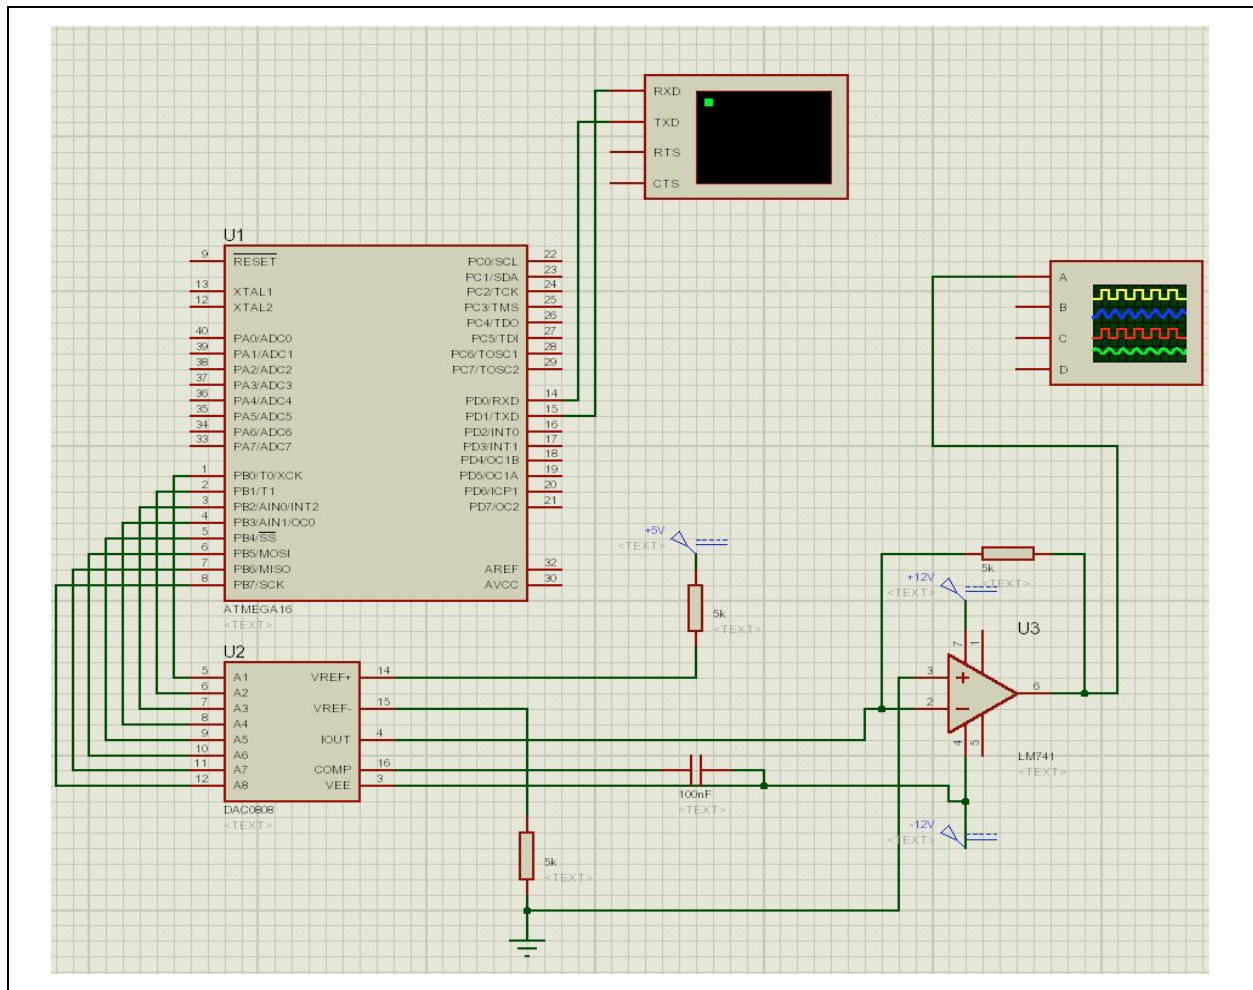 RXD
TXD
RTS
CTS
U1
9 RESET
13 XTAL1
12 XTAL2
40 PA0/ADC0
39 PA1/ADC1
38 PA2/ADC2
37 PA3/ADC3
36 PA4/ADC4
35 PA5/ADC5
34 PA6/ADC6
33 PA7/ADC7
1 PB0/T0/XCK
2 PB1/T1
3 PB2/AIN0/INT2
4 PB3/AIN1/OC0
5 PB4/SS
6 PB5/MOSI
7 PB6/MISO
8 PB7/SCK
PC0/SCL 22
PC1/SDA 23
PC2/TCK 24
PC3/TMS 25
PC4/TDO 26
PC5/TDI 27
PC6/TOSC1 28
PC7/TOSC2 29
PD0/RXD 14
PD1/TXD 15
PD2/INT0 16
PD3/INT1 17
PD4/OC1B 18
PD5/OC1A 19
PD6/ICP1 20
PD7/OC2 21
AREF 32
AVCC 30
ATMEGA16
<TEXT>
A
B
C
D
+5V
<TEXT>
5k
<TEXT>
5k
<TEXT>
+12V
<TEXT>
U3
7
1
3
2
6
4
5
LM741
<TEXT>
-12V
<TEXT>
U2
5 A1
6 A2
7 A3
8 A4
9 A5
10 A6
11 A7
12 A8
VREF+ 14
VREF- 15
IOUT 4
COMP 16
VEE 3
DAC0808
<TEXT>
100nF
<TEXT>
5k
<TEXT>